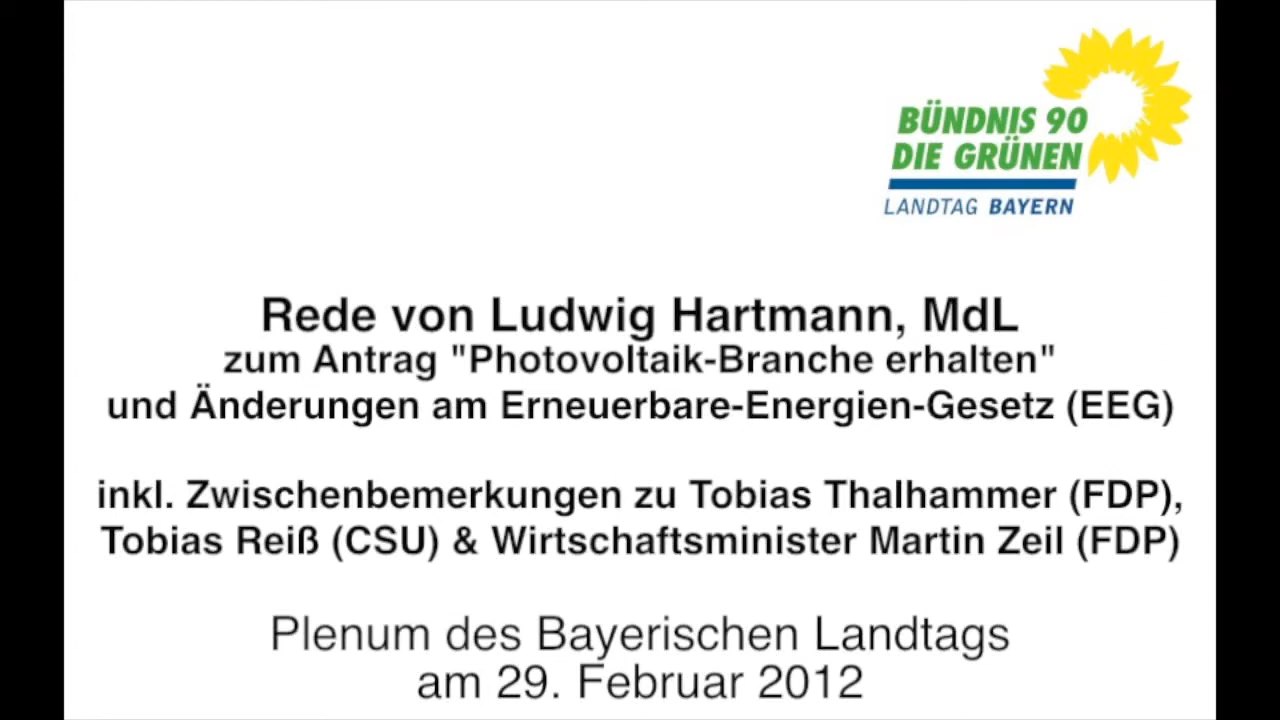 BÜNDNIS 90
DIE GRÜNEN
LANDTAG BAYERN
Rede von Ludwig Hartmann, MdL
zum Antrag "Photovoltaik-Branche erhalten"
und Änderungen am Erneuerbare-Energien-Gesetz (EEG)
inkl. Zwischenbemerkungen zu Tobias Thalhammer (FDP),
Tobias Reiß (CSU) & Wirtschaftsminister Martin Zeil (FDP)
Plenum des Bayerischen Landtags
am 29. Februar 2012